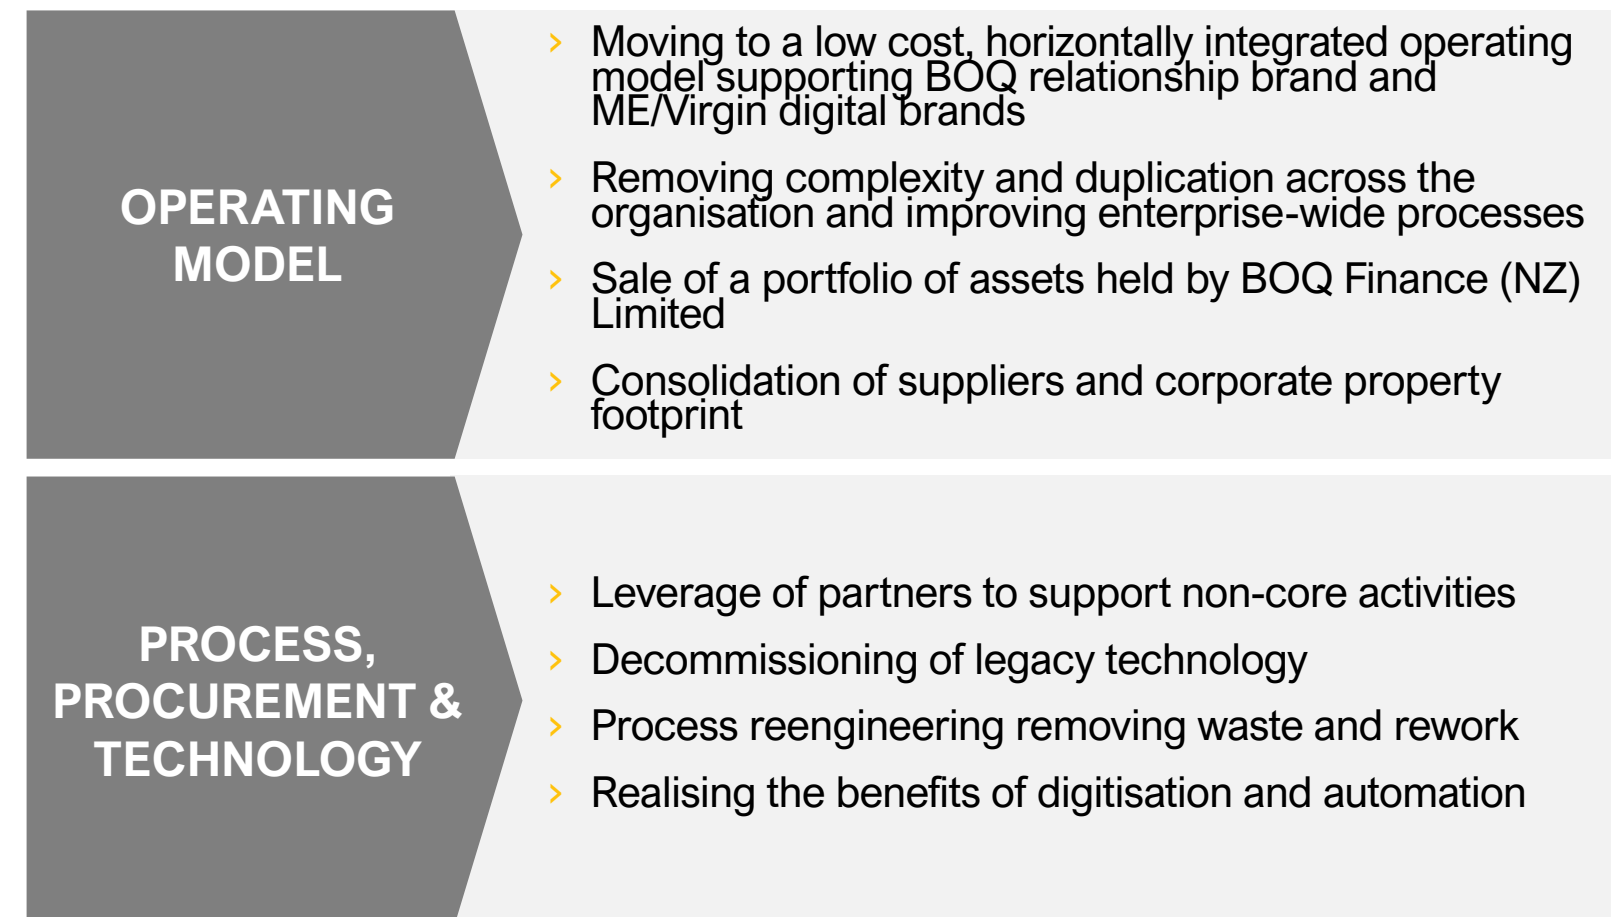 OPERATING
MODEL
› Moving to a low cost, horizontally integrated operating
model supporting BOQ relationship brand and
ME/Virgin digital brands
› Removing complexity and duplication across the
organisation and improving enterprise-wide processes
› Sale of a portfolio of assets held by BOQ Finance (NZ)
Limited
› Consolidation of suppliers and corporate property
footprint
PROCESS,
PROCUREMENT &
TECHNOLOGY
› Leverage of partners to support non-core activities
› Decommissioning of legacy technology
› Process reengineering removing waste and rework
› Realising the benefits of digitisation and automation